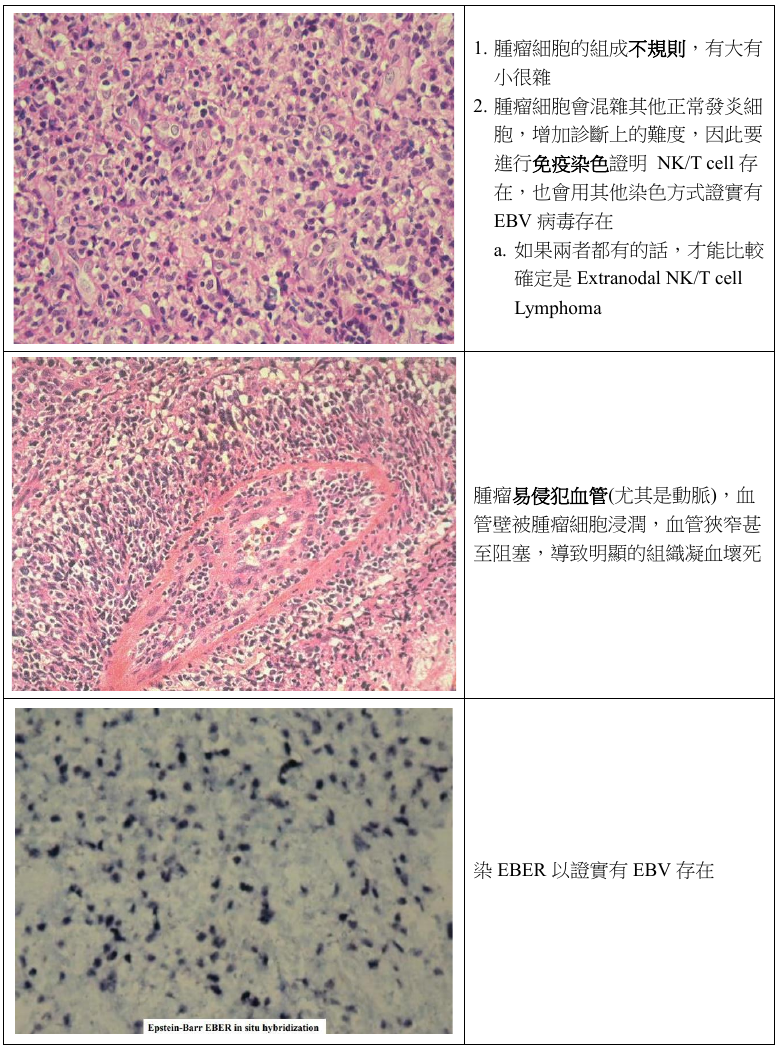 1. 腫瘤細胞的組成不規則，有大有
小很雜
2. 腫瘤細胞會混雜其他正常發炎細
胞，增加診斷上的難度，因此要
進行免疫染色證明 NK/T cell 存
在，也會用其他染色方式證實有
EBV 病毒存在
a. 如果兩者都有的話，才能比較
確定是 Extranodal NK/T cell
Lymphoma
腫瘤易侵犯血管(尤其是動脈)，血
管壁被腫瘤細胞浸潤，血管狹窄甚
至阻塞，導致明顯的組織凝血壞死
Epstein-Barr EBER in situ hybridization
染 EBER 以證實有 EBV 存在